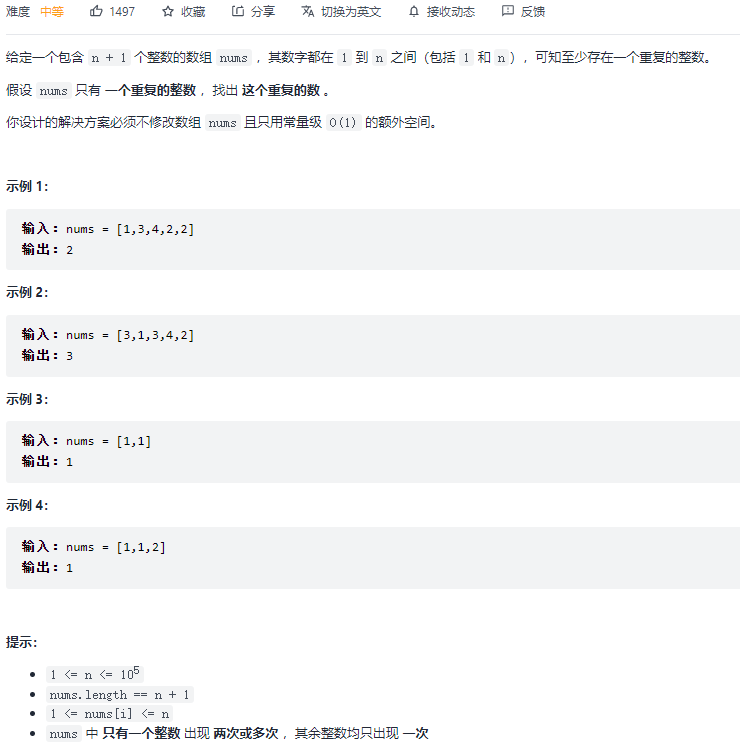 难度 中等 1497 收藏 分享 切换为英文 接收动态 反馈
给定一个包含 n + 1 个整数的数组 nums ，其数字都在 1 到 n 之间（包括 1 和 n），可知至少存在一个重复的整数。
假设 nums 只有 一个重复的整数 ，找出 这个重复的数 。
你设计的解决方案必须不修改数组 nums 且只用常量级 O(1) 的额外空间。
示例 1：
输入：nums = [1,3,4,2,2]
输出：2
示例 2：
输入：nums = [3,1,3,4,2]
输出：3
示例 3：
输入：nums = [1,1]
输出：1
示例 4：
输入：nums = [1,1,2]
输出：1
提示：
• 1 <= n <= 10⁵
• nums.length == n + 1
• 1 <= nums[i] <= n
• nums 中 只有一个整数 出现 两次或多次 ，其余整数均只出现 一次